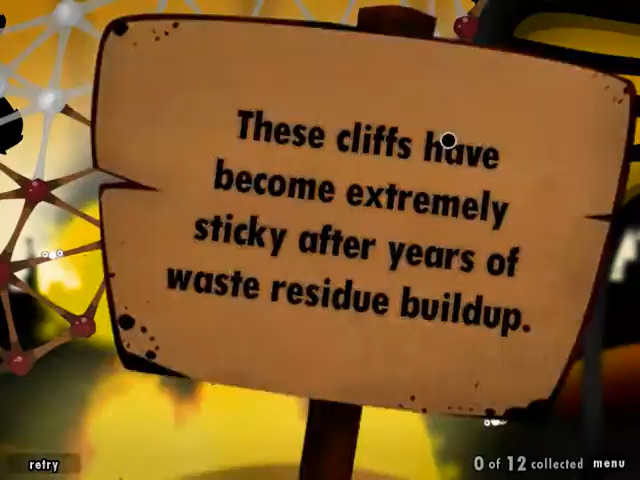 These cliffs have
become extremely
sticky after years of
waste residue buildup.
retry
0 of 12 collected menu